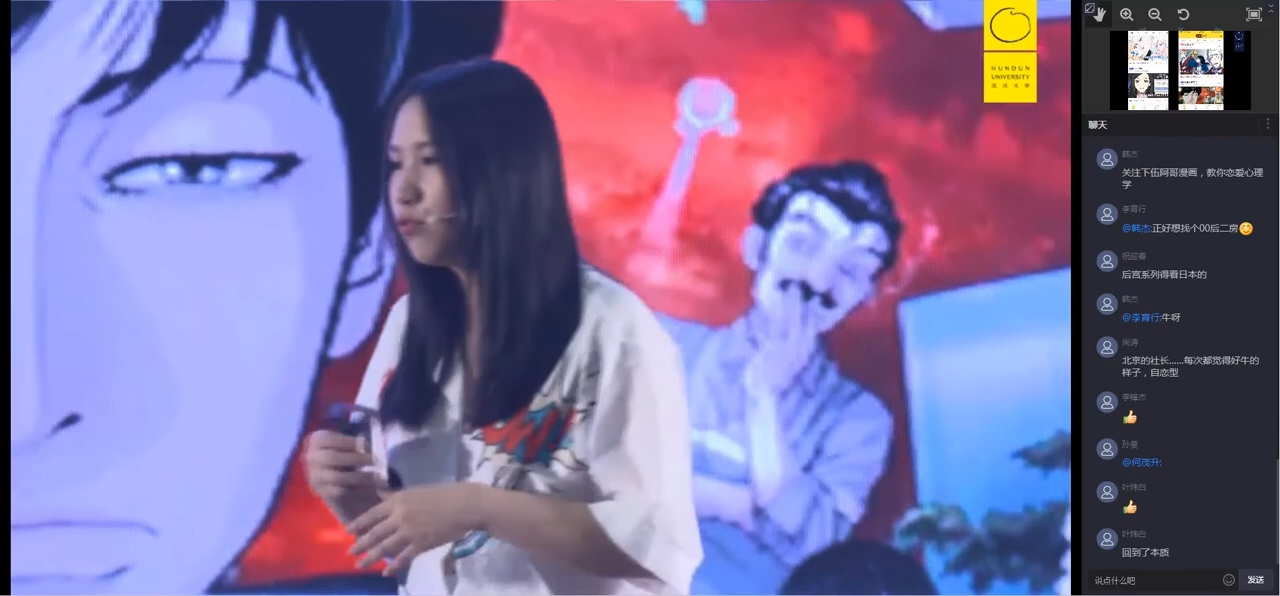 HUNDUN
UNIVERSITY
混沌大学
聊天
韩杰
关注下伍阿哥漫画，教你恋爱心理
学
李育行
@韩杰:正好想找个00后二房
祝迎春
后宫系列得看日本的
韩杰
@李育行:牛呀
尚涛
北京的社长......每次都觉得好牛的
样子，自恋型
李峰杰
孙斐
@何茂升:
叶炜白
叶炜白
回到了本质
说点什么吧
发送